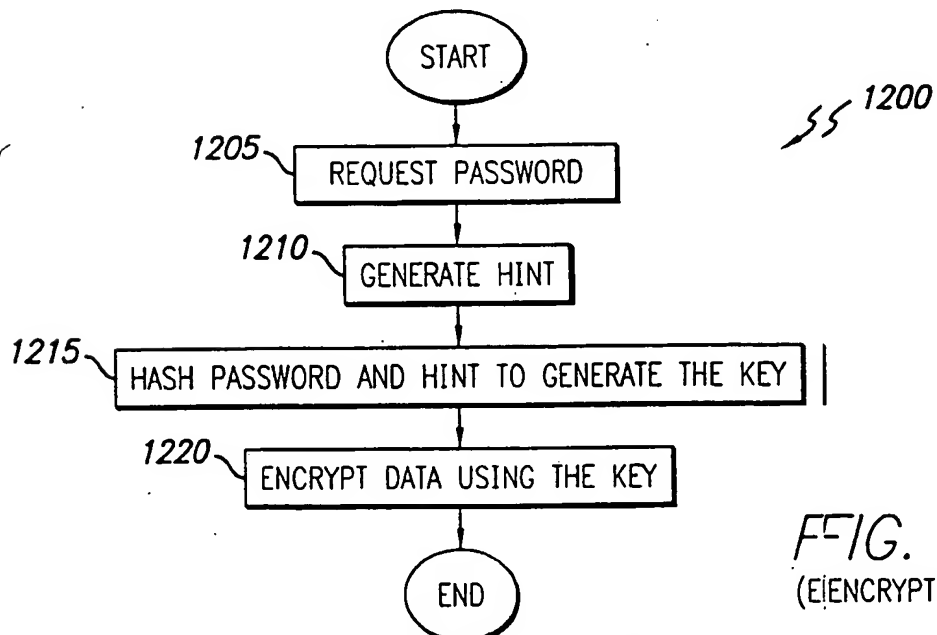 START
1200
1205
REQUEST PASSWORD
1210
GENERATE HINT
1215
HASH PASSWORD AND HINT TO GENERATE THE KEY
1220
ENCRYPT DATA USING THE KEY
END
FIG.